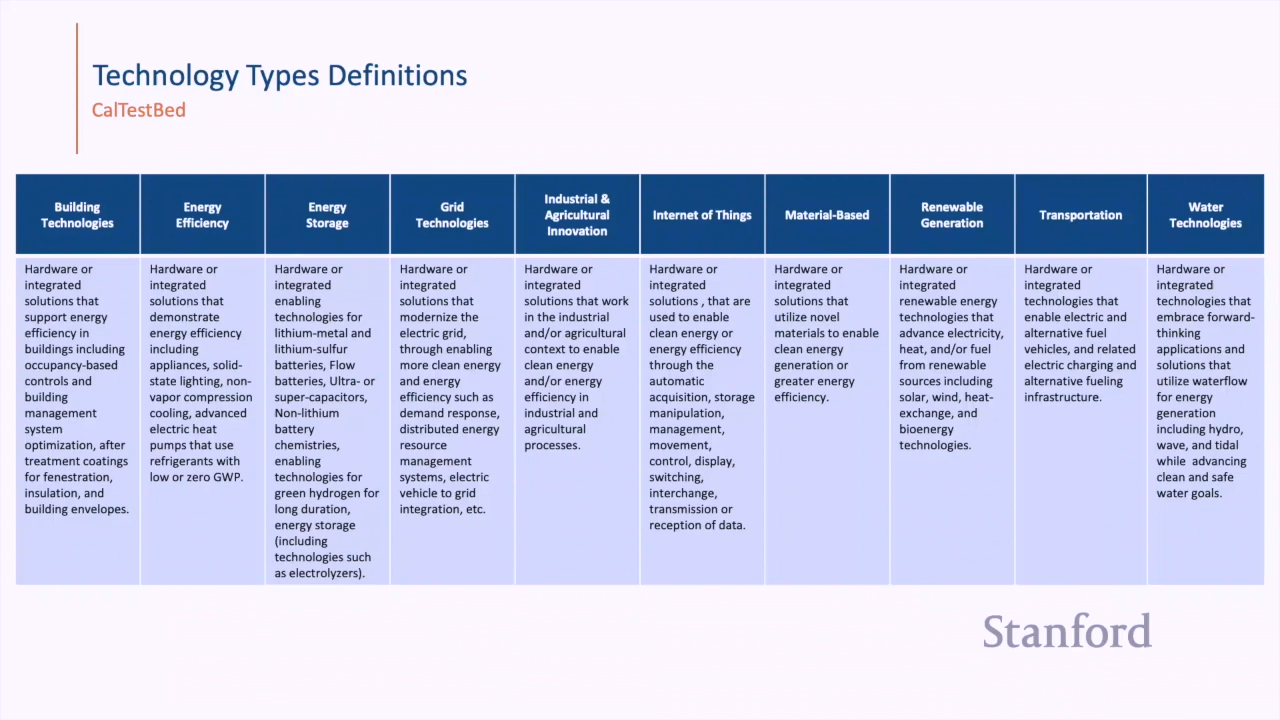 Technology Types Definitions
CalTestBed
Building
Technologies
Energy
Efficiency
Energy
Storage
Grid
Technologies
Industrial &
Agricultural
Innovation
Internet of Things
Material-Based
Renewable
Generation
Transportation
Water
Technologies
Hardware or
integrated
solutions that
support energy
efficiency in
buildings including
occupancy-based
controls and
building
management
system
optimization, after
treatment coatings
for fenestration,
insulation, and
building envelopes.
Hardware or
integrated
solutions that
demonstrate
energy efficiency
including
appliances, solid-
state lighting, non-
vapor compression
cooling, advanced
electric heat
pumps that use
refrigerants with
low or zero GWP.
Hardware or
integrated
enabling
technologies for
lithium-metal and
lithium-sulfur
batteries, Flow
batteries, Ultra- or
super-capacitors,
Non-lithium
battery
chemistries,
enabling
technologies for
green hydrogen for
long duration,
energy storage
(including
technologies such
as electrolyzers).
Hardware or
integrated
solutions that
modernize the
electric grid,
through enabling
more clean energy
and energy
efficiency such as
demand response,
distributed energy
resource
management
systems, electric
vehicle to grid
integration, etc.
Hardware or
integrated
solutions that work
in the industrial
and/or agricultural
context to enable
clean energy
and/or energy
efficiency in
industrial and
agricultural
processes.
Hardware or
integrated
solutions , that are
used to enable
clean energy or
energy efficiency
through the
automatic
acquisition, storage
manipulation,
management,
movement,
control, display,
switching,
interchange,
transmission or
reception of data.
Hardware or
integrated
solutions that
utilize novel
materials to enable
clean energy
generation or
greater energy
efficiency.
Hardware or
integrated
renewable energy
technologies that
advance electricity,
heat, and/or fuel
from renewable
sources including
solar, wind, heat-
exchange, and
bioenergy
technologies.
Hardware or
integrated
technologies that
enable electric and
alternative fuel
vehicles, and related
electric charging and
alternative fueling
infrastructure.
Hardware or
integrated
technologies that
embrace forward-
thinking
applications and
solutions that
utilize waterflow
for energy
generation
including hydro,
wave, and tidal
while advancing
clean and safe
water goals.
Stanford